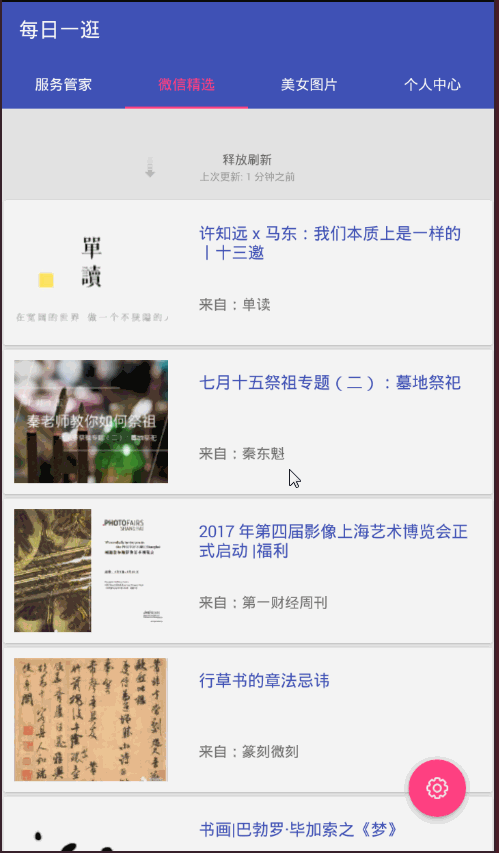 每日一逛
服务管家
微信精选
美女图片
个人中心
释放刷新
上次更新: 1 分钟之前
單
讀
在宽阔的世界 做一个不狭隘的人
许知远 x 马东：我们本质上是一样的
丨十三邀
来自：单读
秦老师教你如何祭祖
七月十五祭祖专题（二）：墓地祭祀
来自：秦东魁
PHOTOFAIRS
SHANGHAI
2017 年第四届影像上海艺术博览会正
式启动 |福利
来自：第一财经周刊
行草书的章法忌讳
来自：篆刻微刻
书画|巴勃罗·毕加索之《梦》